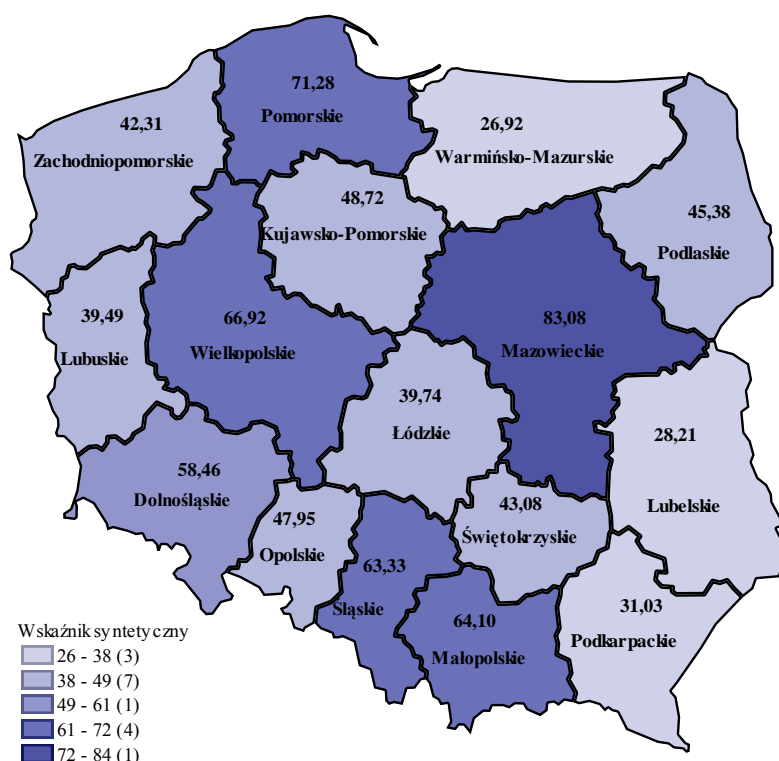 71,28
Pomorskie
42,31
Zachodniopomorskie
26,92
Warmińsko-Mazurskie
48,72
Kujawsko-Pomorskie
45,38
Podlaskie
39,49
Lubuskie
66,92
Wielkopolskie
83,08
Mazowieckie
39,74
Łódzkie
28,21
Lubelskie
58,46
Dolnośląskie
47,95
Opolskie
43,08
Świętokrzyskie
63,33
Śląskie
64,10
Małopolskie
31,03
Podkarpackie
Wskaźnik syntetyczny
26 - 38 (3)
38 - 49 (7)
49 - 61 (1)
61 - 72 (4)
72 - 84 (1)